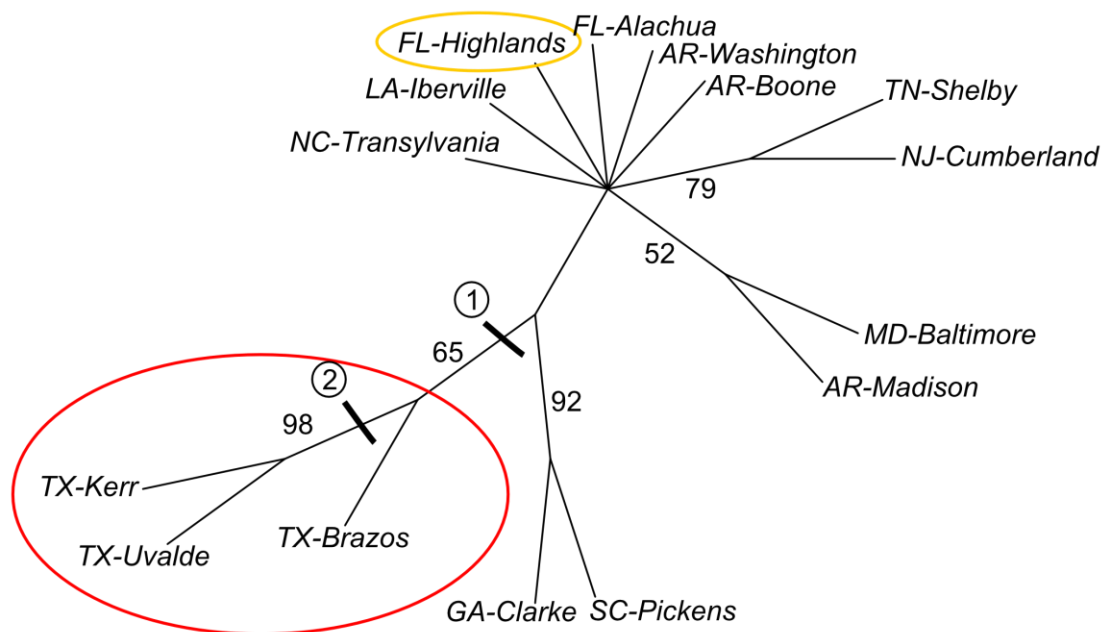 FL-Alachua
FL-Highlands
AR-Washington
LA-Iberville
AR-Boone
TN-Shelby
NC-Transylvania
NJ-Cumberland
79
52
1
MD-Baltimore
65
2
AR-Madison
92
98
TX-Kerr
TX-Brazos
TX-Uvalde
GA-Clarke
SC-Pickens